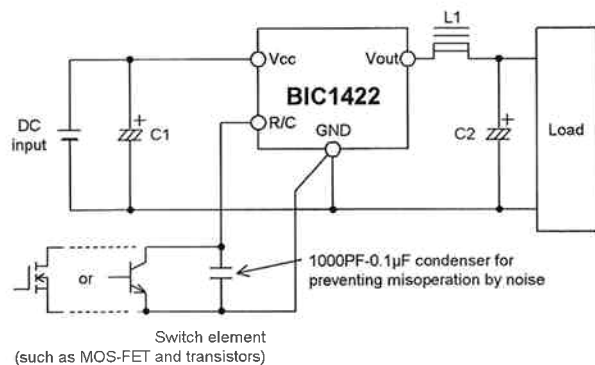 L1
Vcc
Vout
BIC1422
DC
input
C1
R/C
GND
C2
Load
or
1000PF-0.1µF condenser for
preventing misoperation by noise
Switch element
(such as MOS-FET and transistors)
+
+